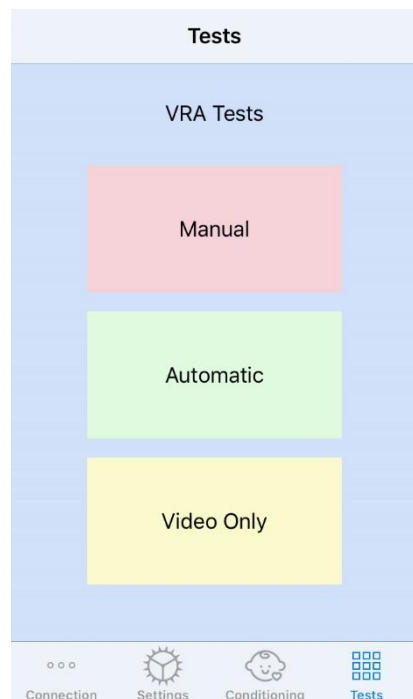 Tests
VRA Tests
Manual
Automatic
Video Only
Connection Settings Conditioning Tests